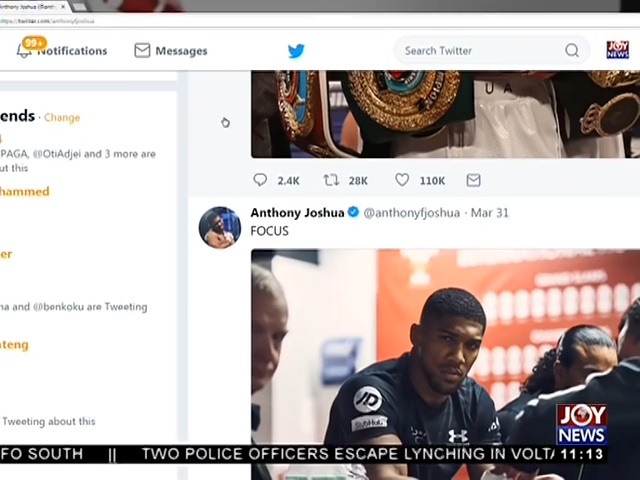 Anthony Joshua
https://twitter.com/anthonyfjoshua
99+
Notifications
Messages
Search Twitter
JOY
NEWS
ends · Change
PAGA, @OtiAdjei and 3 more are
ut this
hammed
er
na and @benkoku are Tweeting
nteng
Tweeting about this
U A
2.4K 28K 110K
Anthony Joshua @anthonyfjoshua · Mar 31
FOCUS
JD
JOY
NEWS
FO SOUTH || TWO POLICE OFFICERS ESCAPE LYNCHING IN VOLTA 11:13